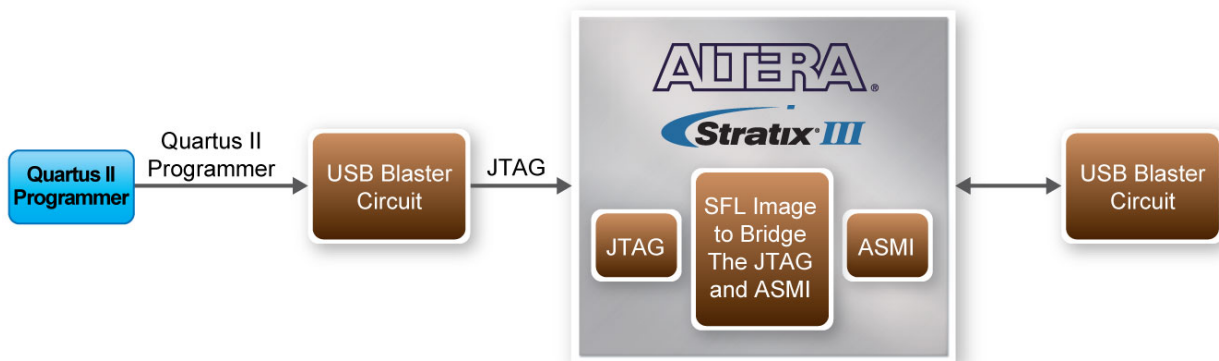 Quartus II
Programmer
Quartus II
Programmer
USB Blaster
Circuit
JTAG
ALTERA®
Stratix® III
JTAG
SFL Image
to Bridge
The JTAG
and ASMI
ASMI
USB Blaster
Circuit